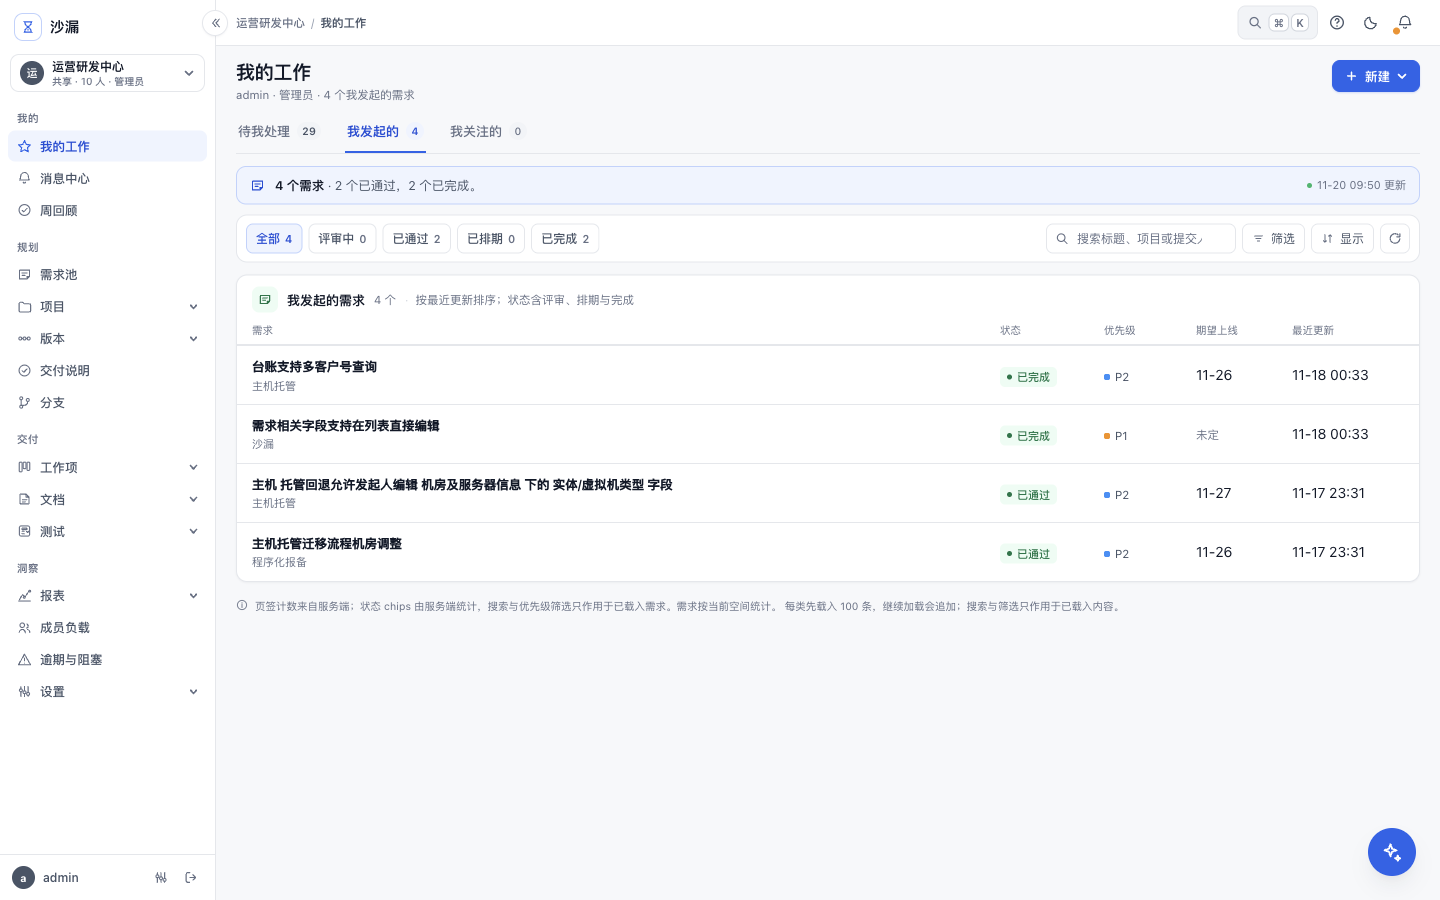 沙漏
运
运营研发中心
共享 · 10 人 · 管理员
我的
我的工作
消息中心
周回顾
规划
需求池
项目
版本
交付说明
分支
交付
工作项
文档
测试
洞察
报表
成员负载
逾期与阻塞
设置
a admin
运营研发中心 / 我的工作
⌘ K
我的工作
admin · 管理员 · 4 个我发起的需求
+ 新建
待我处理 29 我发起的 4 我关注的 0
4 个需求 · 2 个已通过，2 个已完成。
11-20 09:50 更新
全部 4 评审中 0 已通过 2 已排期 0 已完成 2
搜索标题、项目或提交
筛选 显示
我发起的需求 4 个 · 按最近更新排序；状态含评审、排期与完成
需求 状态 优先级 期望上线 最近更新
台账支持多客户号查询
主机托管
已完成 P2 11-26 11-18 00:33
需求相关字段支持在列表直接编辑
沙漏
已完成 P1 未定 11-18 00:33
主机 托管回退允许发起人编辑 机房及服务器信息 下的 实体/虚拟机类型 字段
主机托管
已通过 P2 11-27 11-17 23:31
主机托管迁移流程机房调整
程序化报备
已通过 P2 11-26 11-17 23:31
页签计数来自服务端；状态 chips 由服务端统计，搜索与优先级筛选只作用于已载入需求。需求按当前空间统计。 每类先载入 100 条，继续加载会追加；搜索与筛选只作用于已载入内容。